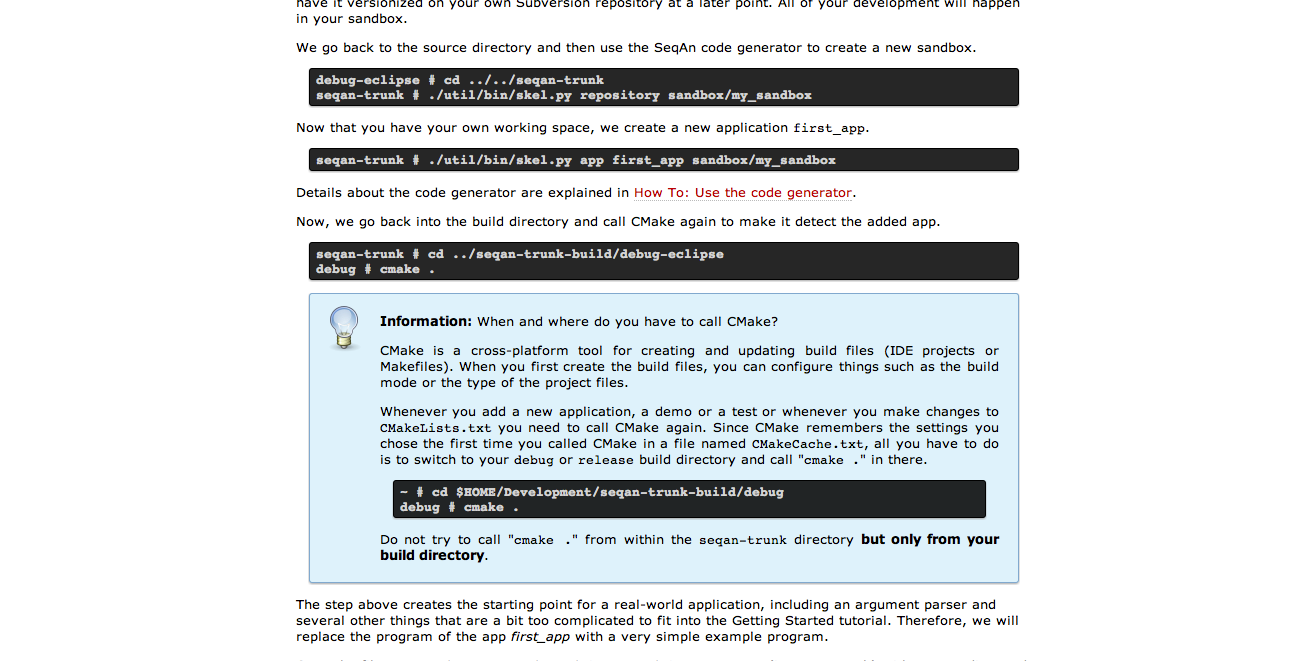 have it versionized on your own Subversion repository at a later point. All of your development will happen
in your sandbox.
We go back to the source directory and then use the SeqAn code generator to create a new sandbox.
debug-eclipse # cd ../../seqan-trunk
seqan-trunk # ./util/bin/skel.py repository sandbox/my_sandbox
Now that you have your own working space, we create a new application first_app.
seqan-trunk # ./util/bin/skel.py app first_app sandbox/my_sandbox
Details about the code generator are explained in How To: Use the code generator.
Now, we go back into the build directory and call CMake again to make it detect the added app.
seqan-trunk # cd ../seqan-trunk-build/debug-eclipse
debug # cmake .
Information: When and where do you have to call CMake?
CMake is a cross-platform tool for creating and updating build files (IDE projects or
Makefiles). When you first create the build files, you can configure things such as the build
mode or the type of the project files.
Whenever you add a new application, a demo or a test or whenever you make changes to
CMakeLists.txt you need to call CMake again. Since CMake remembers the settings you
chose the first time you called CMake in a file named CMakeCache.txt, all you have to do
is to switch to your debug or release build directory and call "cmake ." in there.
~ # cd $HOME/Development/seqan-trunk-build/debug
debug # cmake .
Do not try to call "cmake ." from within the seqan-trunk directory but only from your
build directory.
The step above creates the starting point for a real-world application, including an argument parser and
several other things that are a bit too complicated to fit into the Getting Started tutorial. Therefore, we will
replace the program of the app first_app with a very simple example program.